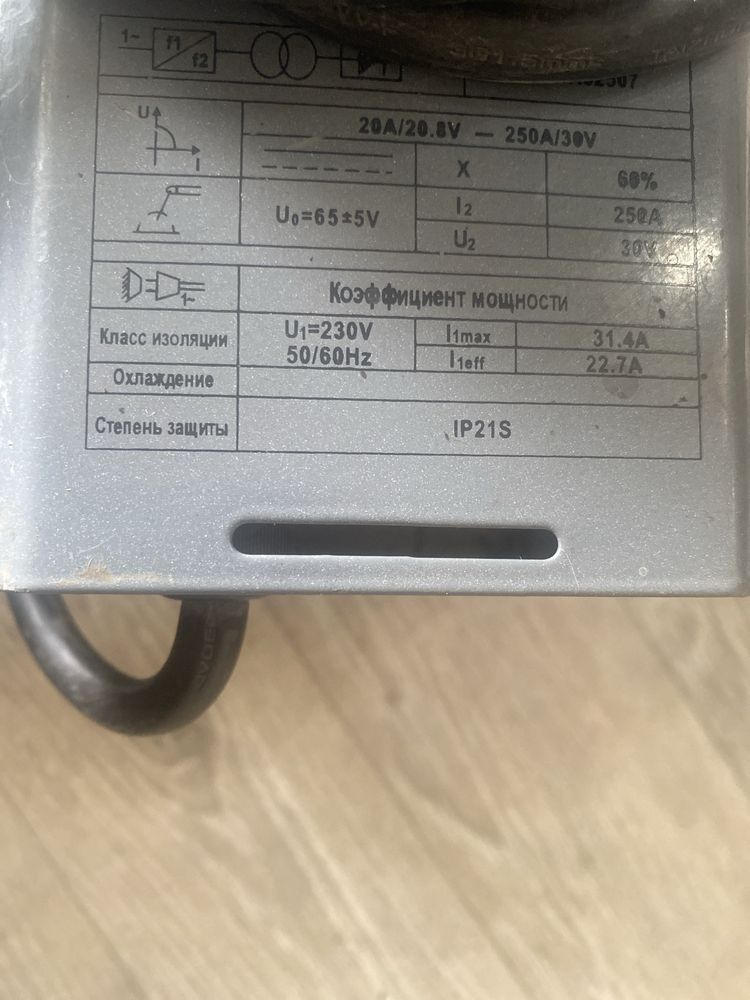 1~ f1 f2
20A/20.8V — 250A/30V
U I
X 60%
U₀=65±5V I₂ 250A
U₂ 30V
1~ Коэффициент мощности
Класс изоляции U₁=230V 50/60Hz I₁max 31.4A
I₁eff 22.7A
Охлаждение
Степень защиты IP21S